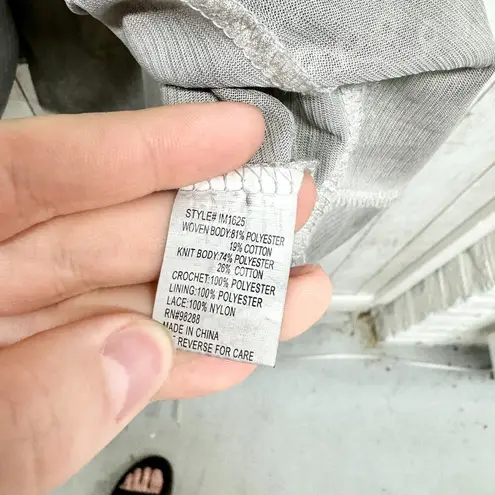 STYLE# IM1625
WOVEN BODY:81% POLYESTER
19% COTTON
KNIT BODY:74% POLYESTER
26% COTTON
CROCHET:100% POLYESTER
LINING:100% POLYESTER
LACE:100% NYLON
RN#98288
MADE IN CHINA
REVERSE FOR CARE